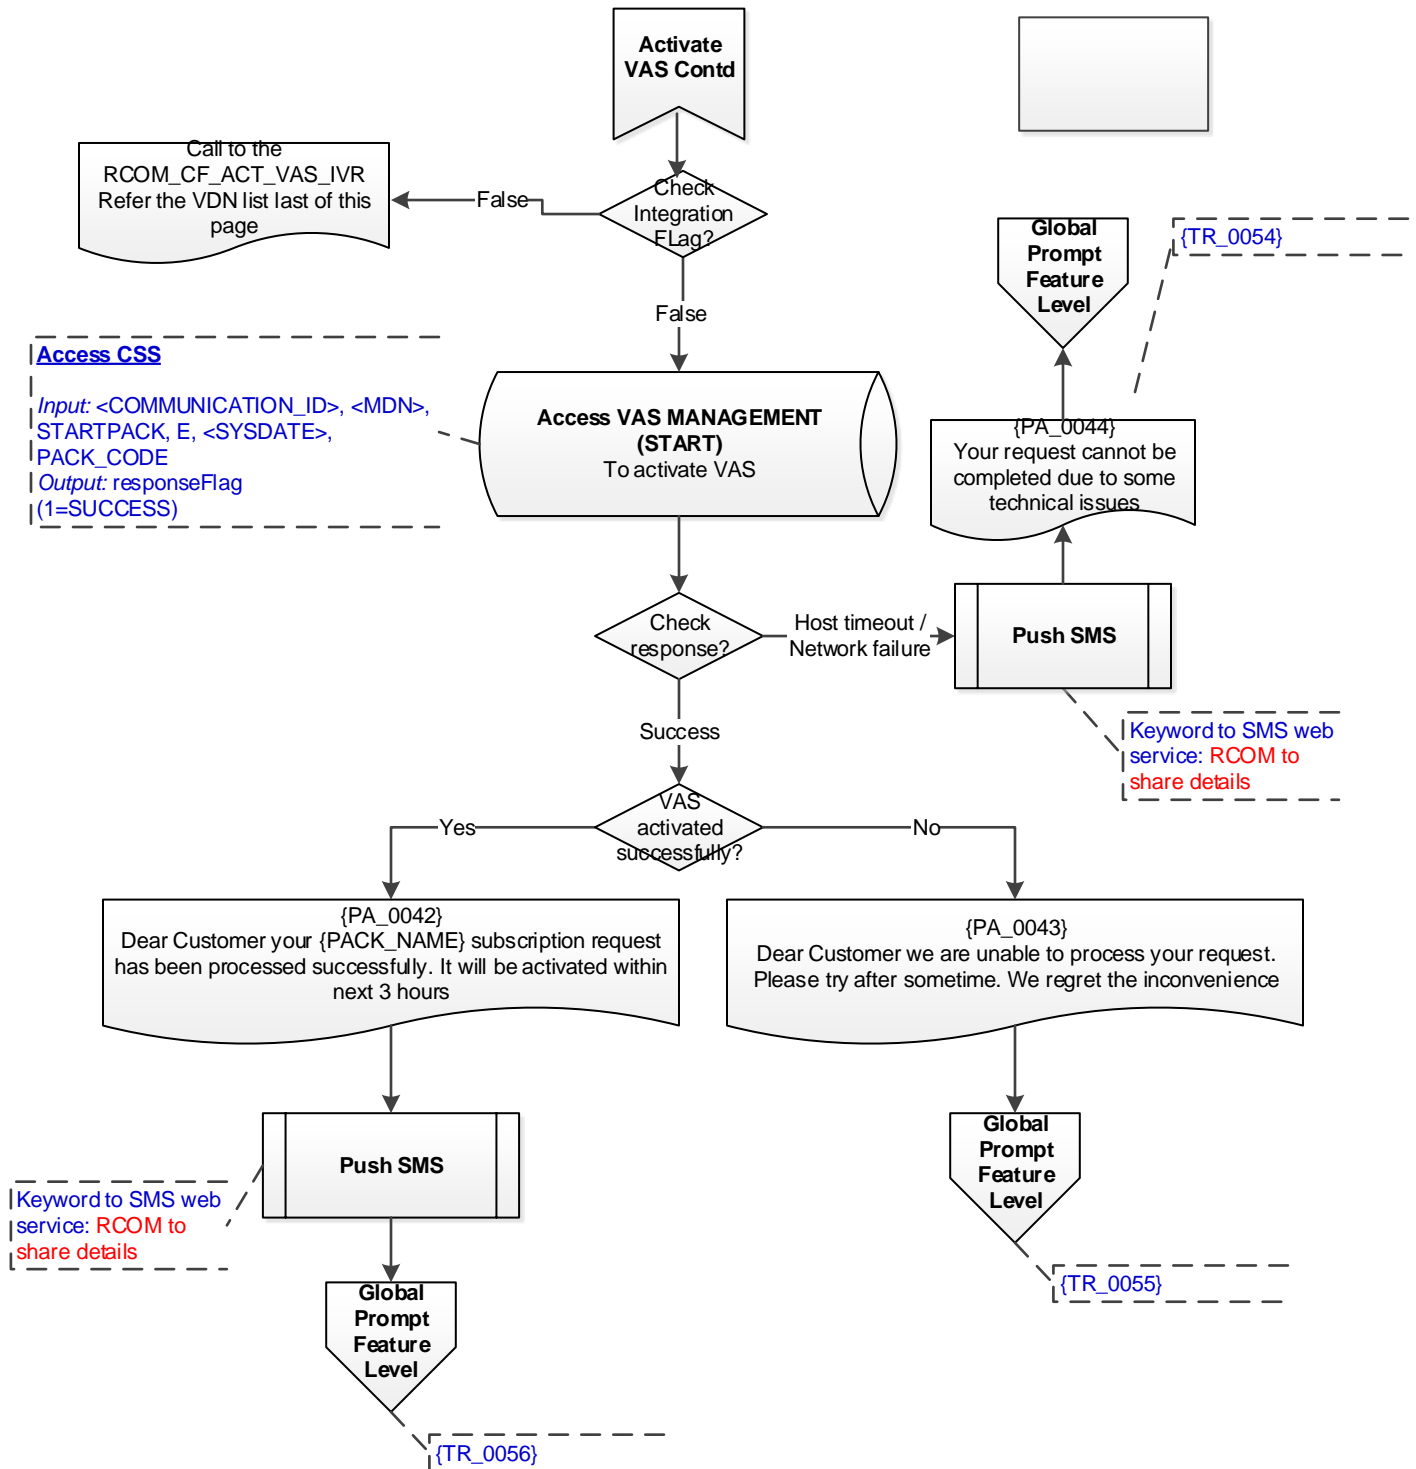 Activate
VAS Contd
Call to the
RCOM_CF_ACT_VAS_IVR
Refer the VDN list last of this
page
False
Check
Integration
FLag?
False
Global
Prompt
Feature
Level
{TR_0054}
Access CSS
Input: <COMMUNICATION_ID>, <MDN>,
STARTPACK, E, <SYSDATE>,
PACK_CODE
Output: responseFlag
(1=SUCCESS)
Access VAS MANAGEMENT
(START)
To activate VAS
{PA_0044}
Your request cannot be
completed due to some
technical issues
Check
response?
Host timeout /
Network failure
Push SMS
Keyword to SMS web
service: RCOM to
share details
Success
VAS
activated
successfully?
Yes
No
{PA_0042}
Dear Customer your {PACK_NAME} subscription request
has been processed successfully. It will be activated within
next 3 hours
{PA_0043}
Dear Customer we are unable to process your request.
Please try after sometime. We regret the inconvenience
Push SMS
Keyword to SMS web
service: RCOM to
share details
Global
Prompt
Feature
Level
{TR_0055}
Global
Prompt
Feature
Level
{TR_0056}